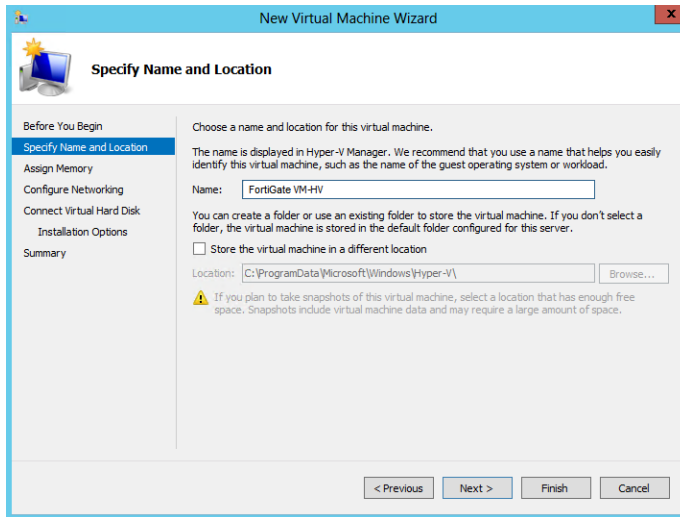 New Virtual Machine Wizard
x
Specify Name and Location
Before You Begin
Specify Name and Location
Assign Memory
Configure Networking
Connect Virtual Hard Disk
Installation Options
Summary
Choose a name and location for this virtual machine.
The name is displayed in Hyper-V Manager. We recommend that you use a name that helps you easily
identify this virtual machine, such as the name of the guest operating system or workload.
Name: FortiGate VM-HV
You can create a folder or use an existing folder to store the virtual machine. If you don't select a
folder, the virtual machine is stored in the default folder configured for this server.
Store the virtual machine in a different location
Location: C:\ProgramData\Microsoft\Windows\Hyper-V\ Browse...
If you plan to take snapshots of this virtual machine, select a location that has enough free
space. Snapshots include virtual machine data and may require a large amount of space.
< Previous Next > Finish Cancel